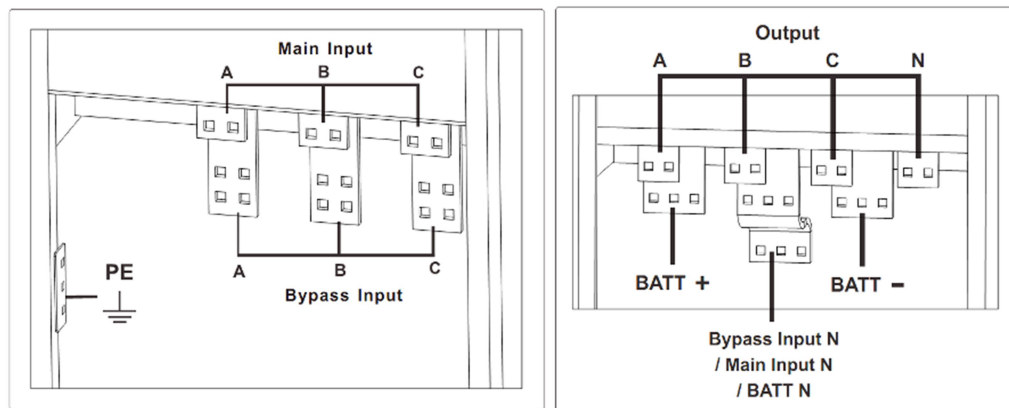 Main Input
A B C
A B C
Bypass Input
PE
Output
A B C N
BATT + BATT -
Bypass Input N
/ Main Input N
/ BATT N